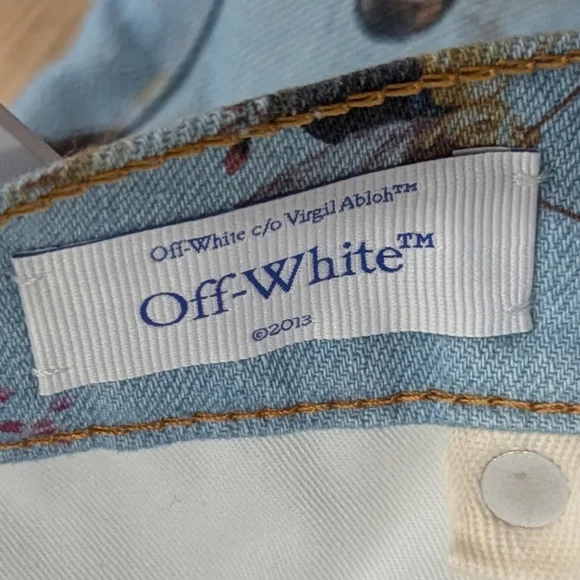 Off-White c/o Virgil Abloh™
Off-White™
©2013